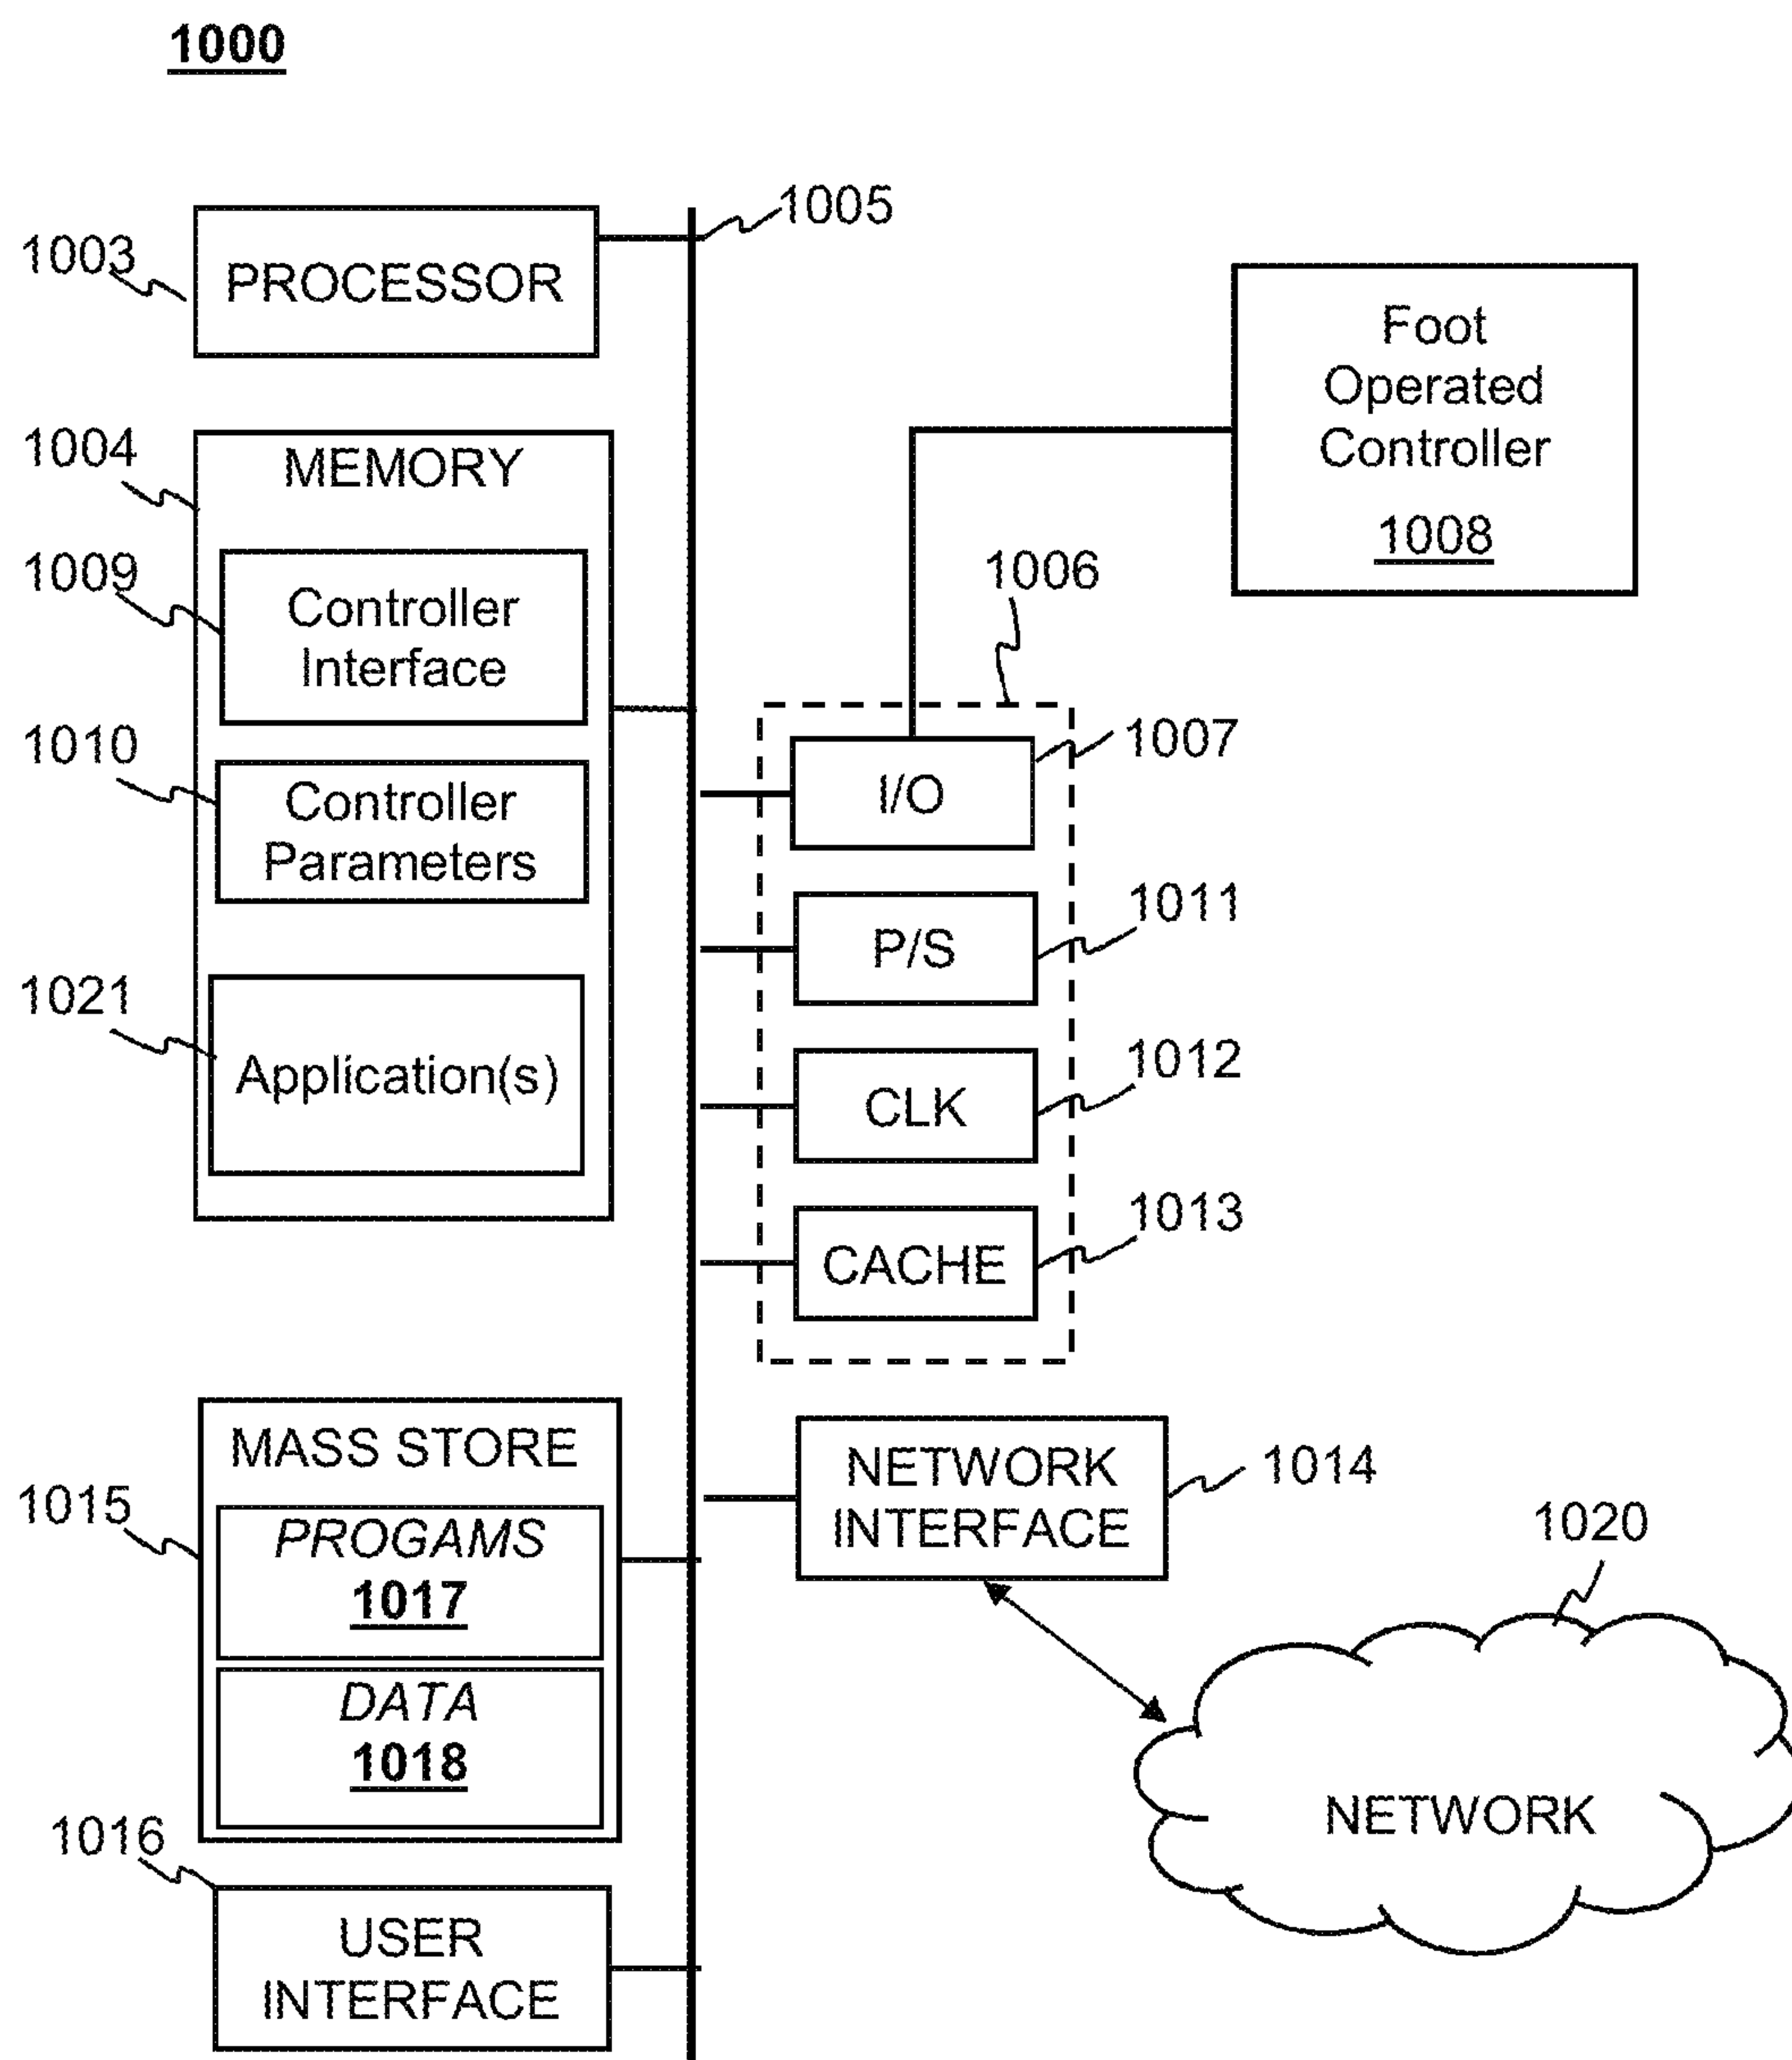 1000
1003
PROCESSOR
1005
Foot
Operated
Controller
1008
1004
MEMORY
1009
Controller
Interface
1010
Controller
Parameters
1021
Application(s)
1006
1007
I/O
1011
P/S
1012
CLK
1013
CACHE
1015
MASS STORE
PROGAMS
1017
DATA
1018
NETWORK
INTERFACE
1014
1020
NETWORK
1016
USER
INTERFACE